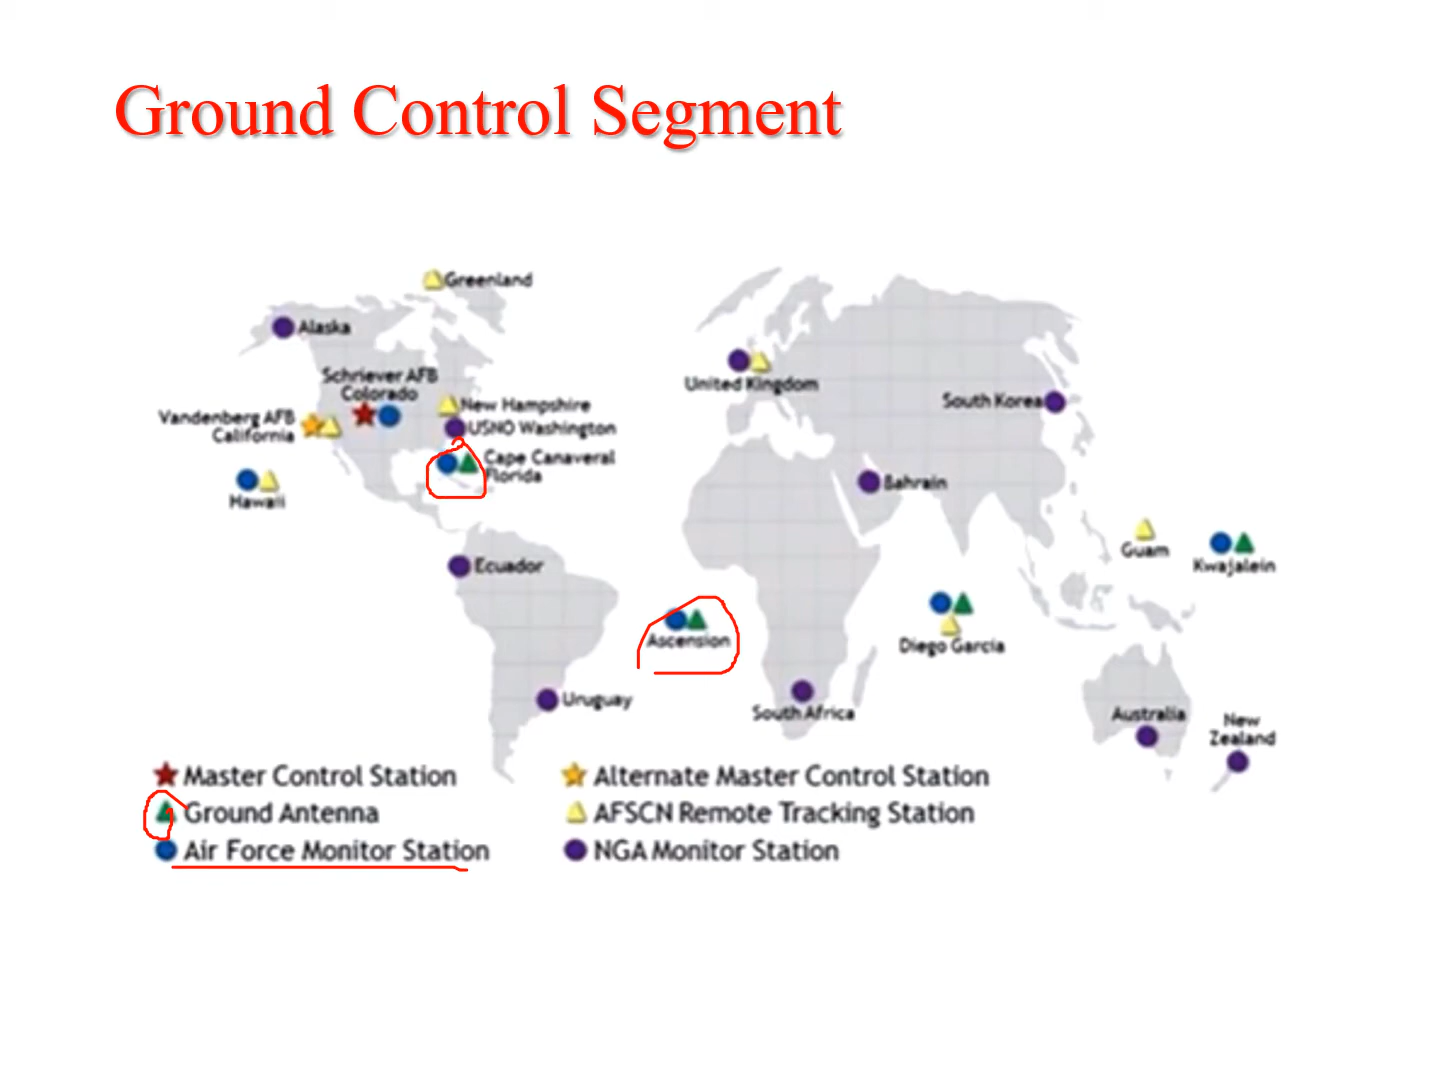 Ground Control Segment
Greenland
Alaska
Schriever AFB
Colorado
Vandenberg AFB
California
New Hampshire
USNO Washington
Cape Canaveral
Florida
Hawaii
United Kingdom
South Korea
Bahrain
Guam
Kwajalein
Ecuador
Ascension
Diego Garcia
Uruguay
South Africa
Australia
New
Zealand
Master Control Station
Alternate Master Control Station
Ground Antenna
AFSCN Remote Tracking Station
Air Force Monitor Station
NGA Monitor Station